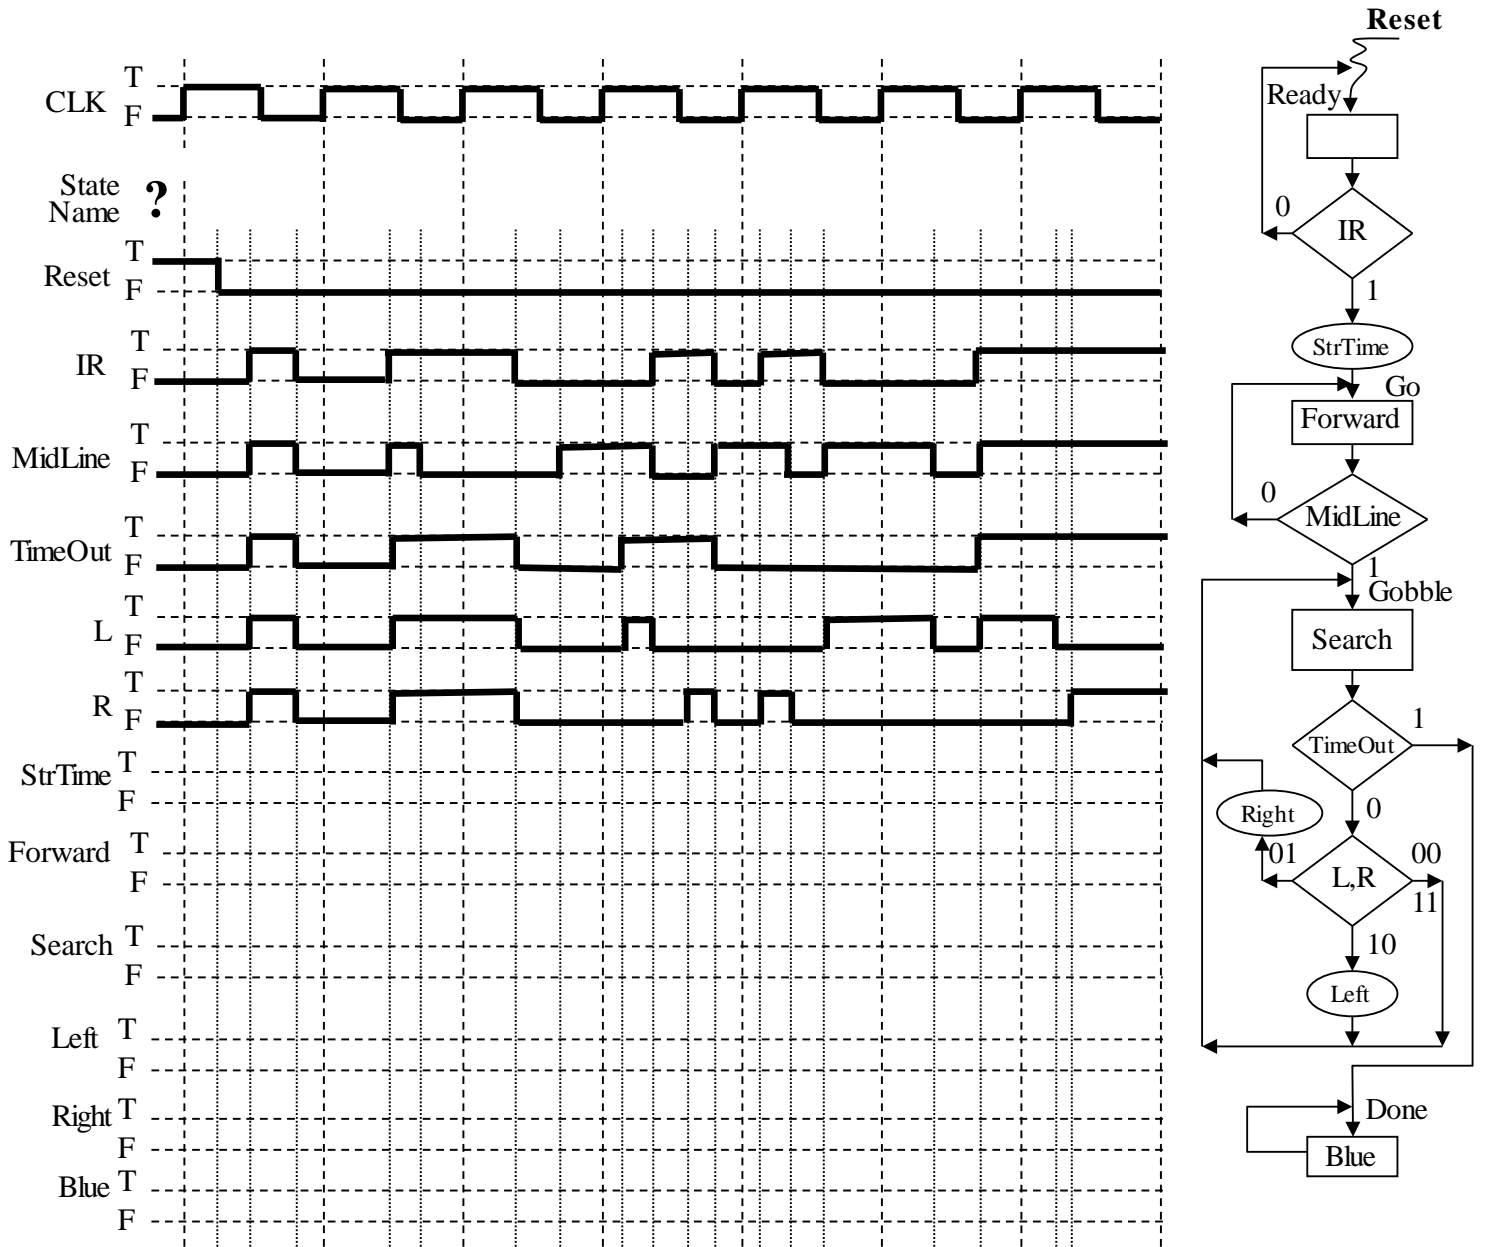 T
CLK
F
State
Name
?
T
Reset
F
T
IR
F
T
MidLine
F
T
TimeOut
F
T
L
F
T
R
F
StrTime T
F
Forward T
F
Search T
F
Left T
F
Right T
F
Blue T
F
Reset
Ready
0
IR
1
StrTime
Go
Forward
0
MidLine
1
Gobble
Search
1
TimeOut
0
Right
01
00
L,R
11
10
Left
Done
Blue